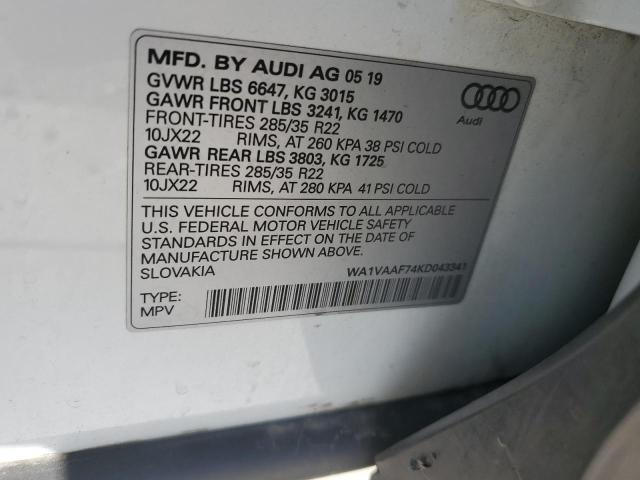 MFD. BY AUDI AG 05 19
GVWR LBS 6647, KG 3015
GAWR FRONT LBS 3241, KG 1470
FRONT-TIRES 285/35 R22
10JX22 RIMS, AT 260 KPA 38 PSI COLD
GAWR REAR LBS 3803, KG 1725
REAR-TIRES 285/35 R22
10JX22 RIMS, AT 280 KPA 41 PSI COLD
Audi
THIS VEHICLE CONFORMS TO ALL APPLICABLE
U.S. FEDERAL MOTOR VEHICLE SAFETY
STANDARDS IN EFFECT ON THE DATE OF
MANUFACTURE SHOWN ABOVE.
SLOVAKIA WA1VAAF74KD043341
TYPE:
MPV